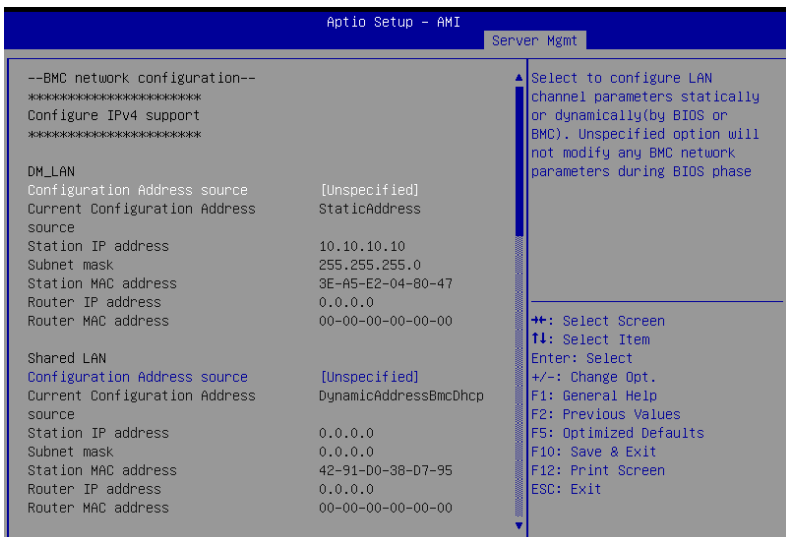 Aptio Setup - AMI
Server Mgmt
--BMC network configuration--
************************
Configure IPv4 support
************************
DM_LAN
Configuration Address source [Unspecified]
Current Configuration Address StaticAddress
source
Station IP address 10.10.10.10
Subnet mask 255.255.255.0
Station MAC address 3E-A5-E2-04-80-47
Router IP address 0.0.0.0
Router MAC address 00-00-00-00-00-00
Shared LAN
Configuration Address source [Unspecified]
Current Configuration Address DynamicAddressBmcDhcp
source
Station IP address 0.0.0.0
Subnet mask 0.0.0.0
Station MAC address 42-91-D0-38-D7-95
Router IP address 0.0.0.0
Router MAC address 00-00-00-00-00-00
Select to configure LAN
channel parameters statically
or dynamically(by BIOS or
BMC). Unspecified option will
not modify any BMC network
parameters during BIOS phase
→←: Select Screen
↑↓: Select Item
Enter: Select
+/-: Change Opt.
F1: General Help
F2: Previous Values
F5: Optimized Defaults
F10: Save & Exit
F12: Print Screen
ESC: Exit